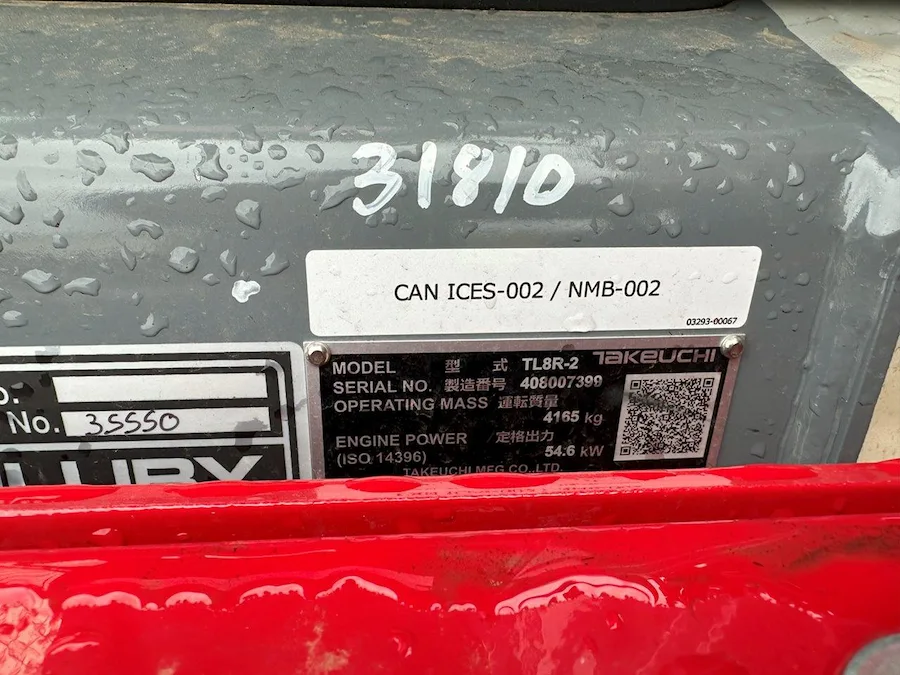 31810
CAN ICES-002 / NMB-002
03293-00067
MODEL 型 式 TL8R-2 TAKEUCHI
SERIAL NO. 製造番号 408007399
OPERATING MASS 運転質量
4165 kg
ENGINE POWER 定格出力
(ISO 14396) 54.6 kW
TAKEUCHI MFG CO.,LTD.
No. 35550